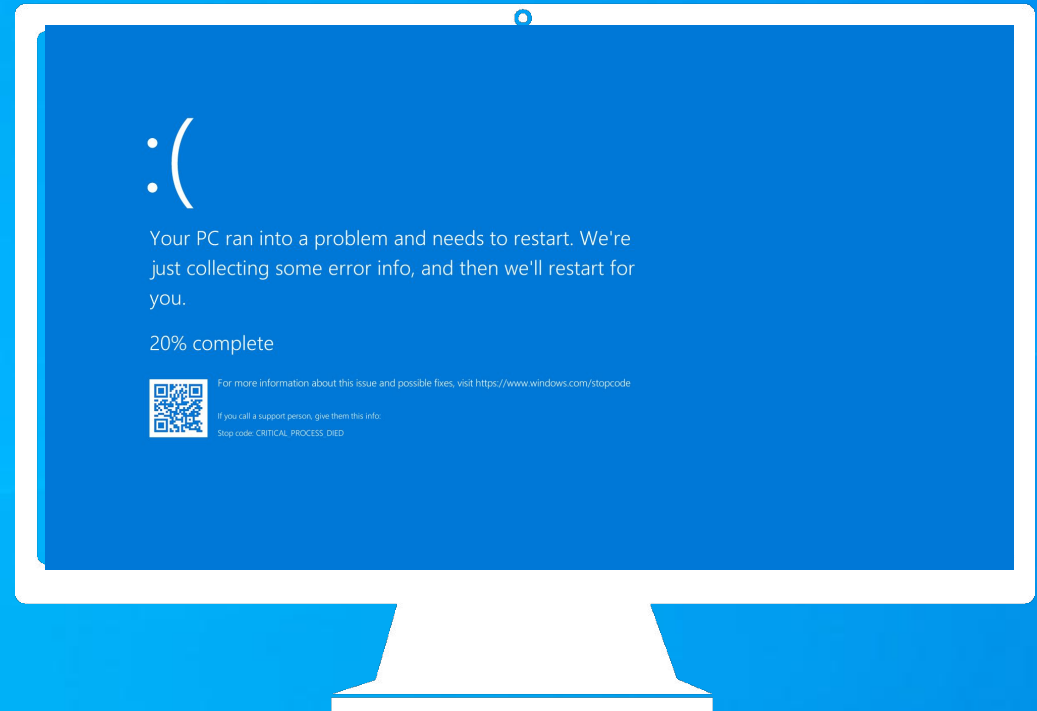 :(
Your PC ran into a problem and needs to restart. We're
just collecting some error info, and then we'll restart for
you.
20% complete
For more information about this issue and possible fixes, visit https://www.windows.com/stopcode
If you call a support person, give them this info:
Stop code: CRITICAL_PROCESS_DIED